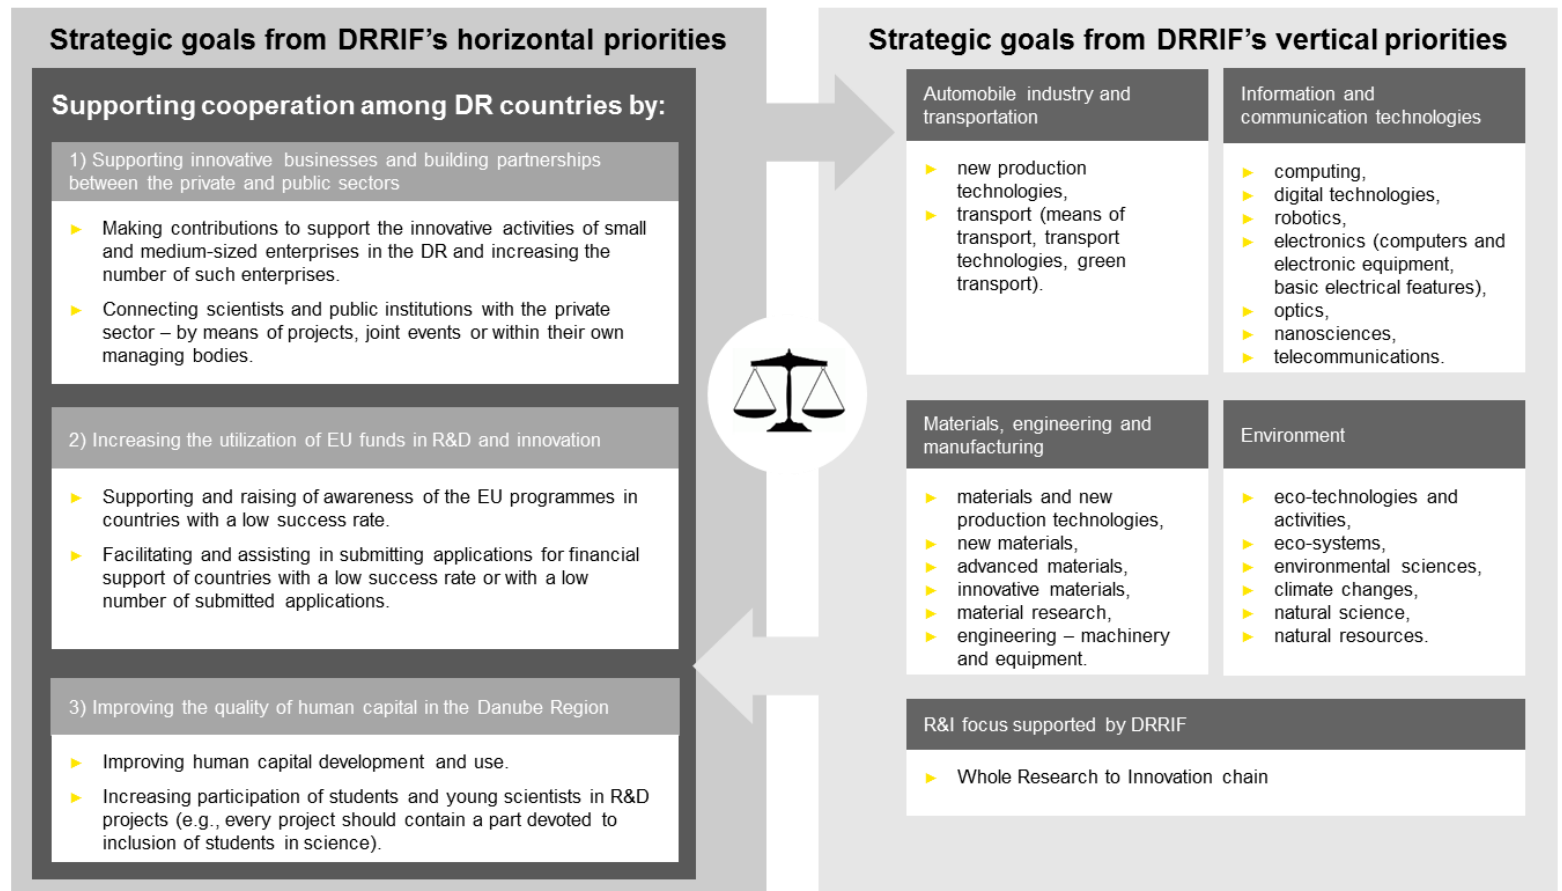 Strategic goals from DRRIF's horizontal priorities
Supporting cooperation among DR countries by:
1) Supporting innovative businesses and building partnerships
between the private and public sectors
► Making contributions to support the innovative activities of small
and medium-sized enterprises in the DR and increasing the
number of such enterprises.
► Connecting scientists and public institutions with the private
sector – by means of projects, joint events or within their own
managing bodies.
2) Increasing the utilization of EU funds in R&D and innovation
► Supporting and raising of awareness of the EU programmes in
countries with a low success rate.
► Facilitating and assisting in submitting applications for financial
support of countries with a low success rate or with a low
number of submitted applications.
3) Improving the quality of human capital in the Danube Region
► Improving human capital development and use.
► Increasing participation of students and young scientists in R&D
projects (e.g., every project should contain a part devoted to
inclusion of students in science).
Strategic goals from DRRIF's vertical priorities
Automobile industry and
transportation
► new production
technologies,
► transport (means of
transport, transport
technologies, green
transport).
Information and
communication technologies
► computing,
► digital technologies,
► robotics,
► electronics (computers and
electronic equipment,
basic electrical features),
► optics,
► nanosciences,
► telecommunications.
Materials, engineering and
manufacturing
► materials and new
production technologies,
► new materials,
► advanced materials,
► innovative materials,
► material research,
► engineering – machinery
and equipment.
Environment
► eco-technologies and
activities,
► eco-systems,
► environmental sciences,
► climate changes,
► natural science,
► natural resources.
R&I focus supported by DRRIF
► Whole Research to Innovation chain